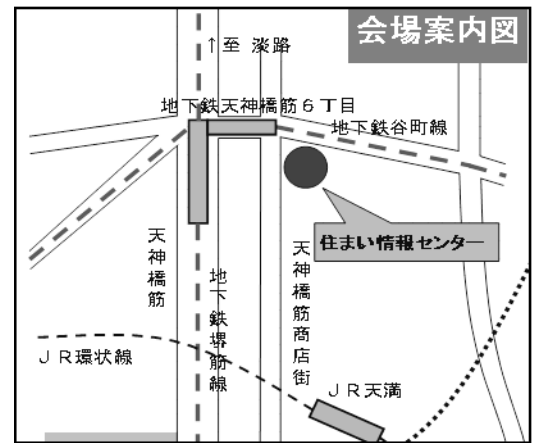 会場案内図
↑至 淡路
地下鉄天神橋筋６丁目
地下鉄谷町線
住まい情報センター
天神橋筋
地下鉄堺筋線
天神橋筋商店街
ＪＲ環状線
ＪＲ天満